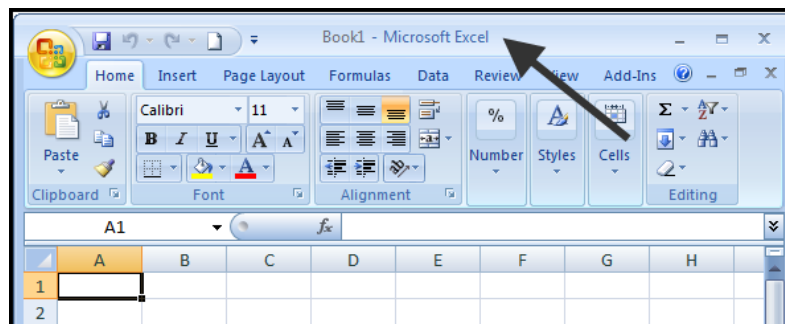 Book1 - Microsoft Excel
Home Insert Page Layout Formulas Data Review View Add-Ins
Calibri 11 % Σ A Z
B I U A A A
Paste Number Styles Cells
A
Clipboard Font Alignment Editing
A1 fx
A B C D E F G H
1
2